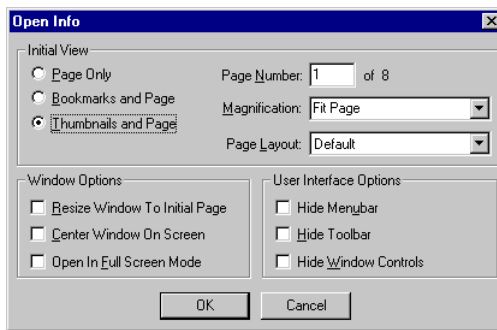 Open Info
Initial View
Page Only
Bookmarks and Page
Thumbnails and Page
Page Number: 1 of 8
Magnification: Fit Page
Page Layout: Default
Window Options
Resize Window To Initial Page
Center Window On Screen
Open In Full Screen Mode
User Interface Options
Hide Menubar
Hide Toolbar
Hide Window Controls
OK
Cancel